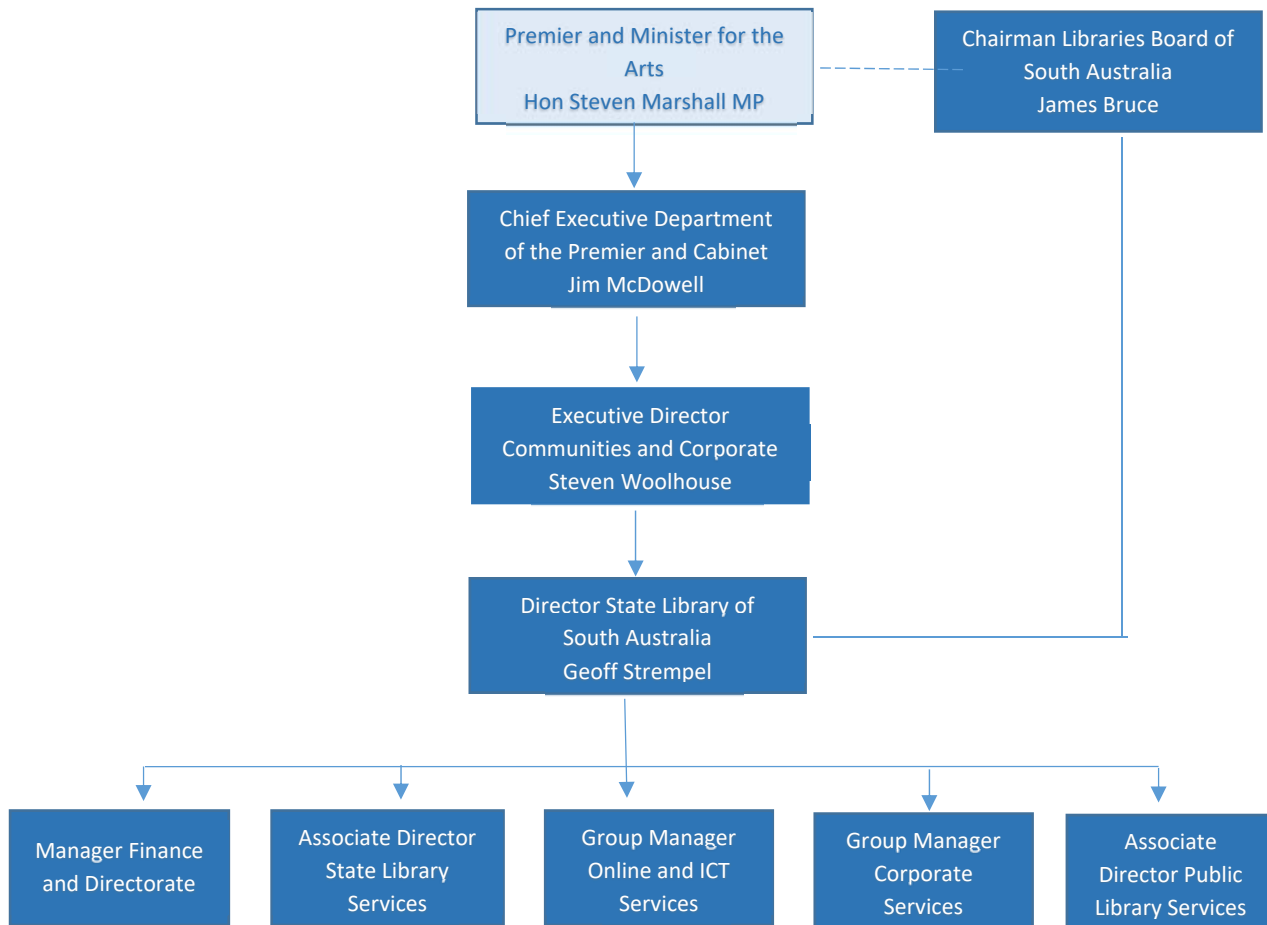 Premier and Minister for the
Arts
Hon Steven Marshall MP
Chairman Libraries Board of
South Australia
James Bruce
Chief Executive Department
of the Premier and Cabinet
Jim McDowell
Executive Director
Communities and Corporate
Steven Woolhouse
Director State Library of
South Australia
Geoff Strempel
Manager Finance
and Directorate
Associate Director
State Library
Services
Group Manager
Online and ICT
Services
Group Manager
Corporate
Services
Associate
Director Public
Library Services